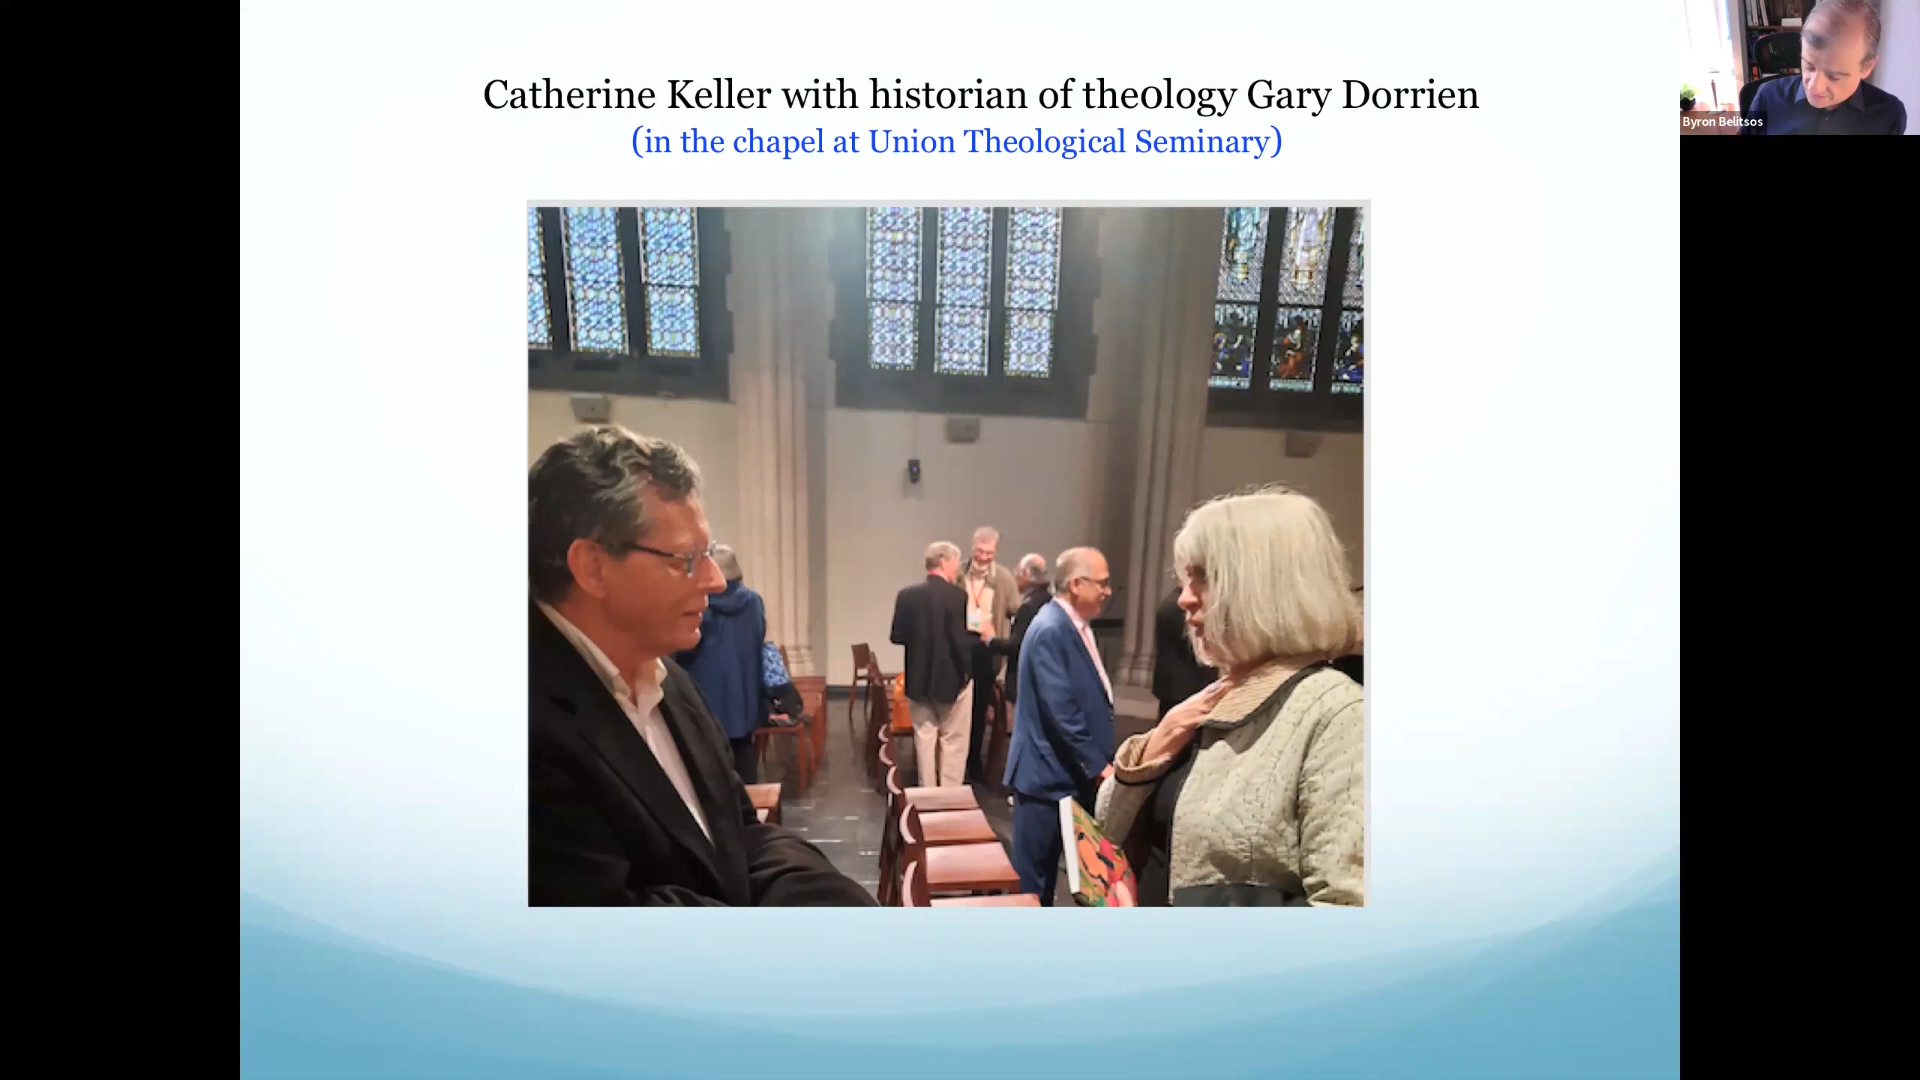 Catherine Keller with historian of theology Gary Dorrien
(in the chapel at Union Theological Seminary)
Byron Belitsos